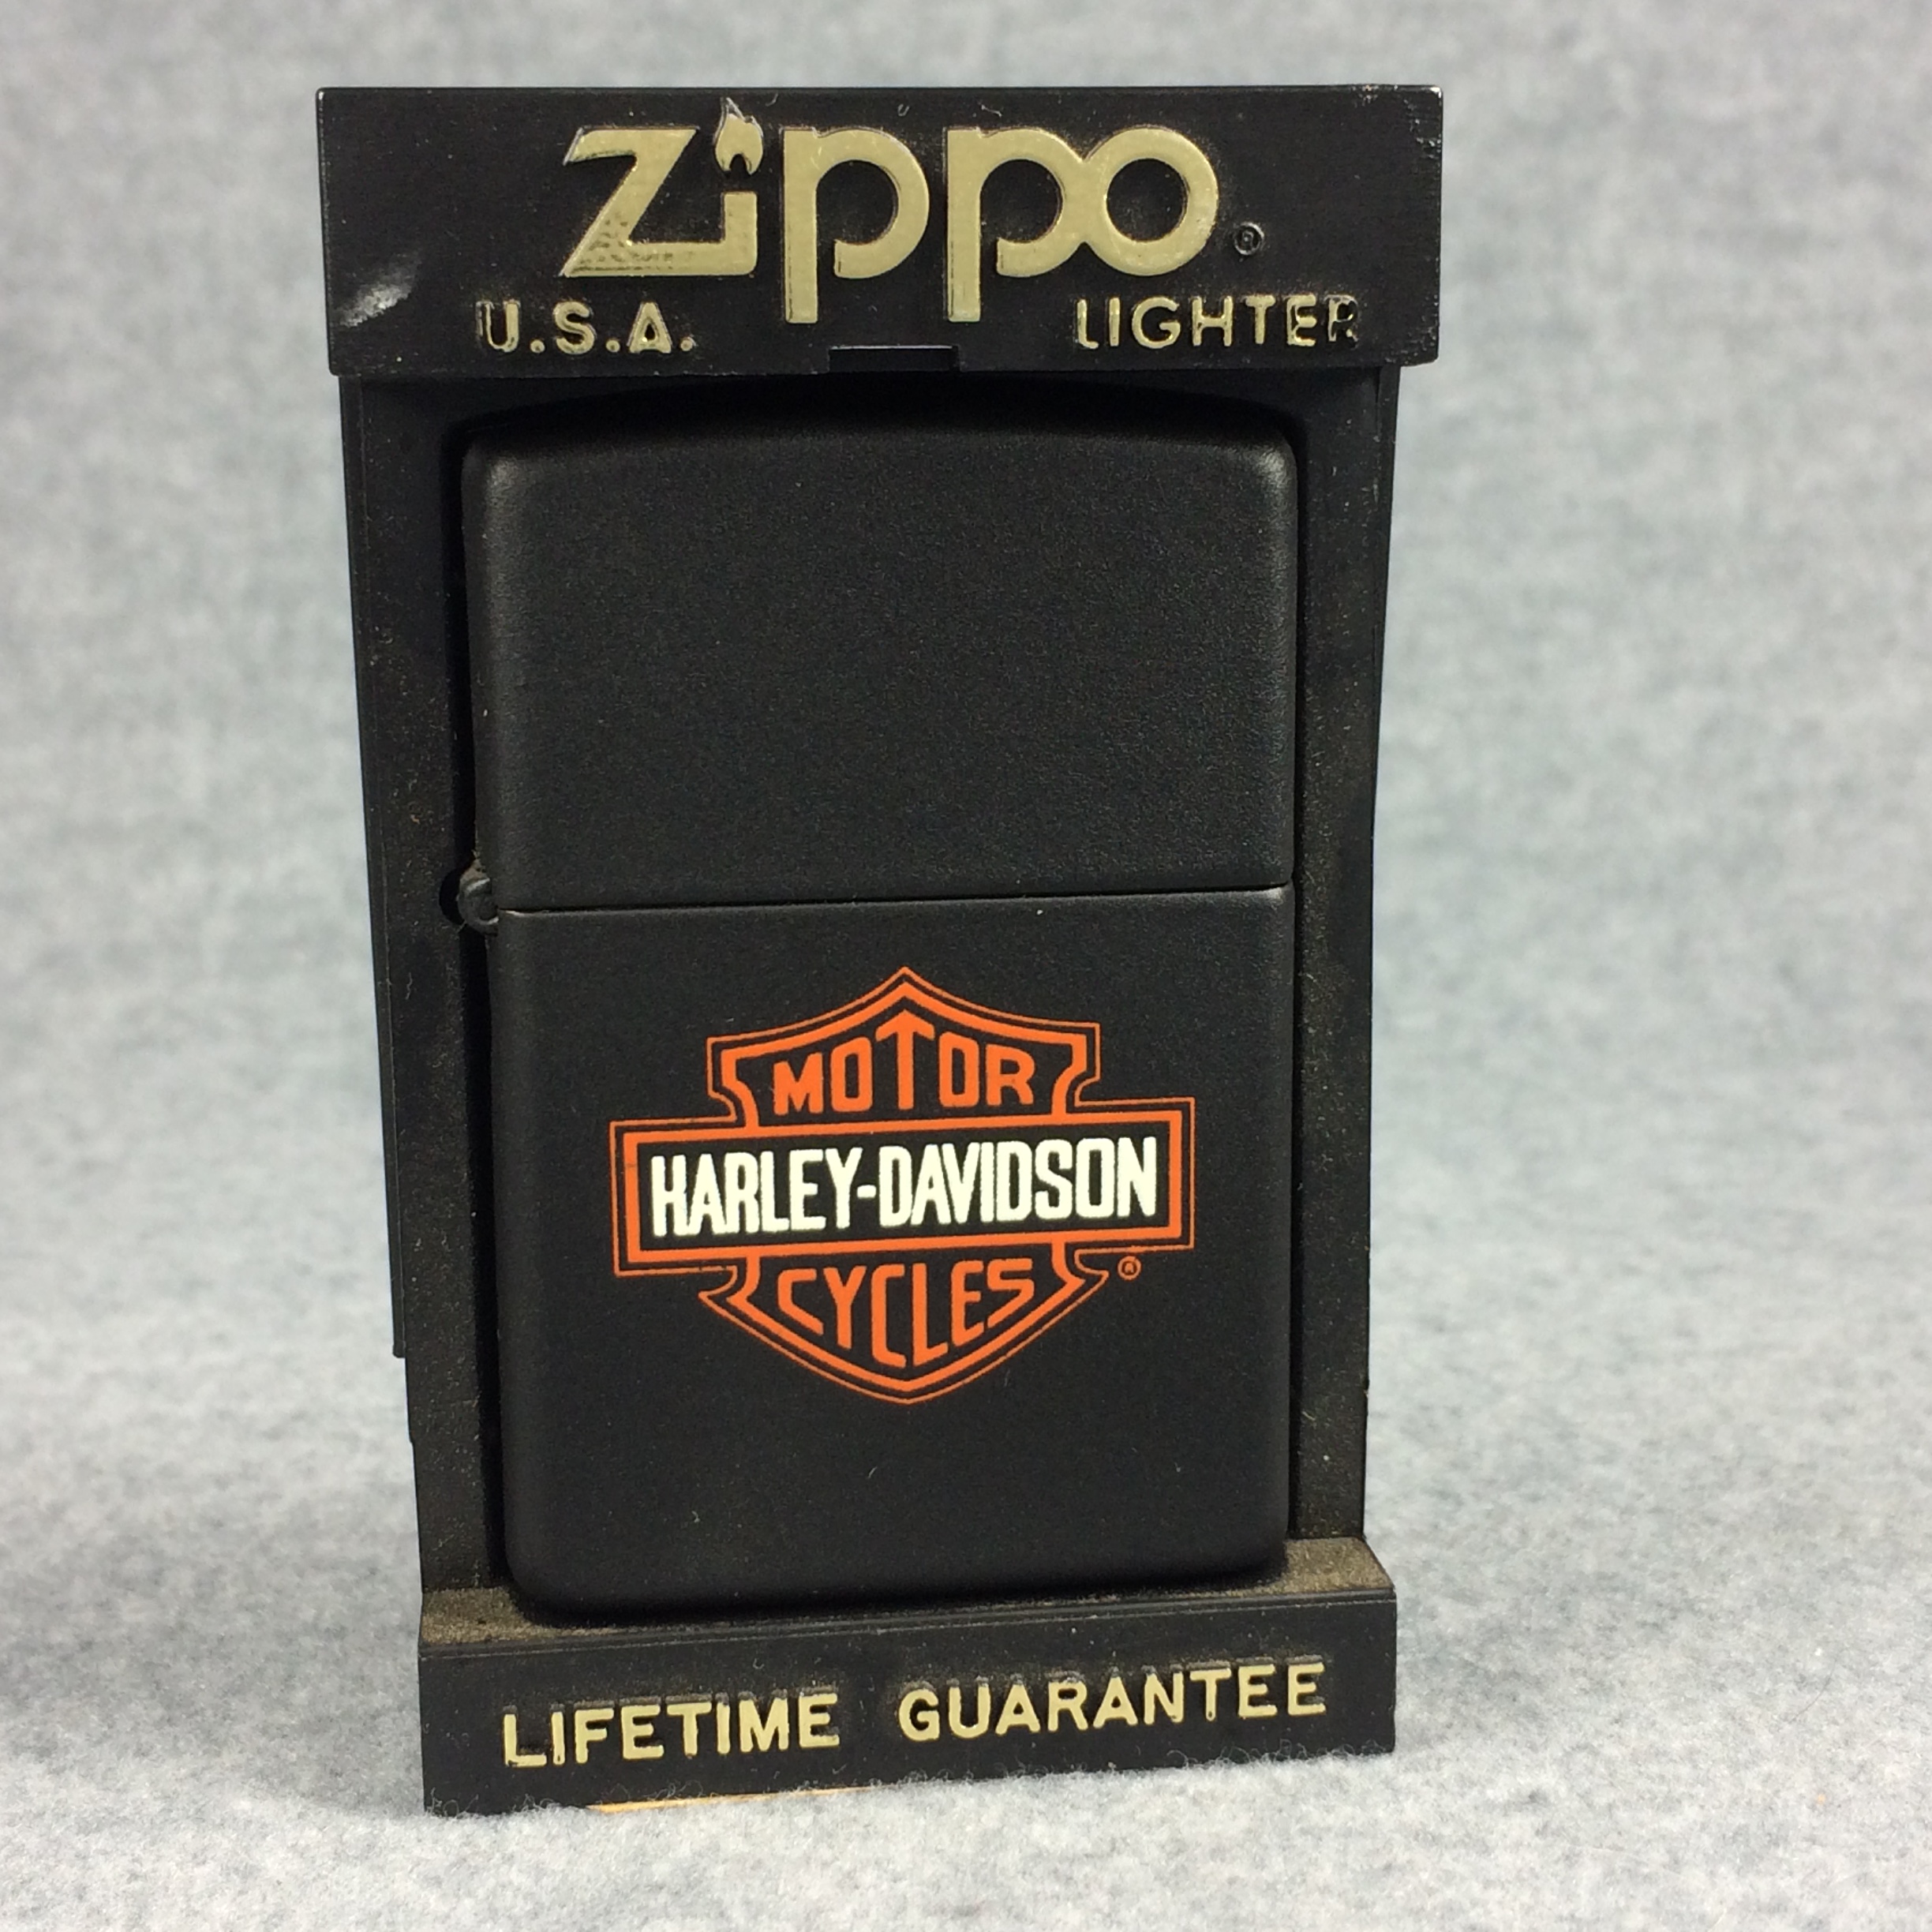 Zippo®
U.S.A. LIGHTER
MOTOR
HARLEY-DAVIDSON
CYCLES ®
LIFETIME GUARANTEE